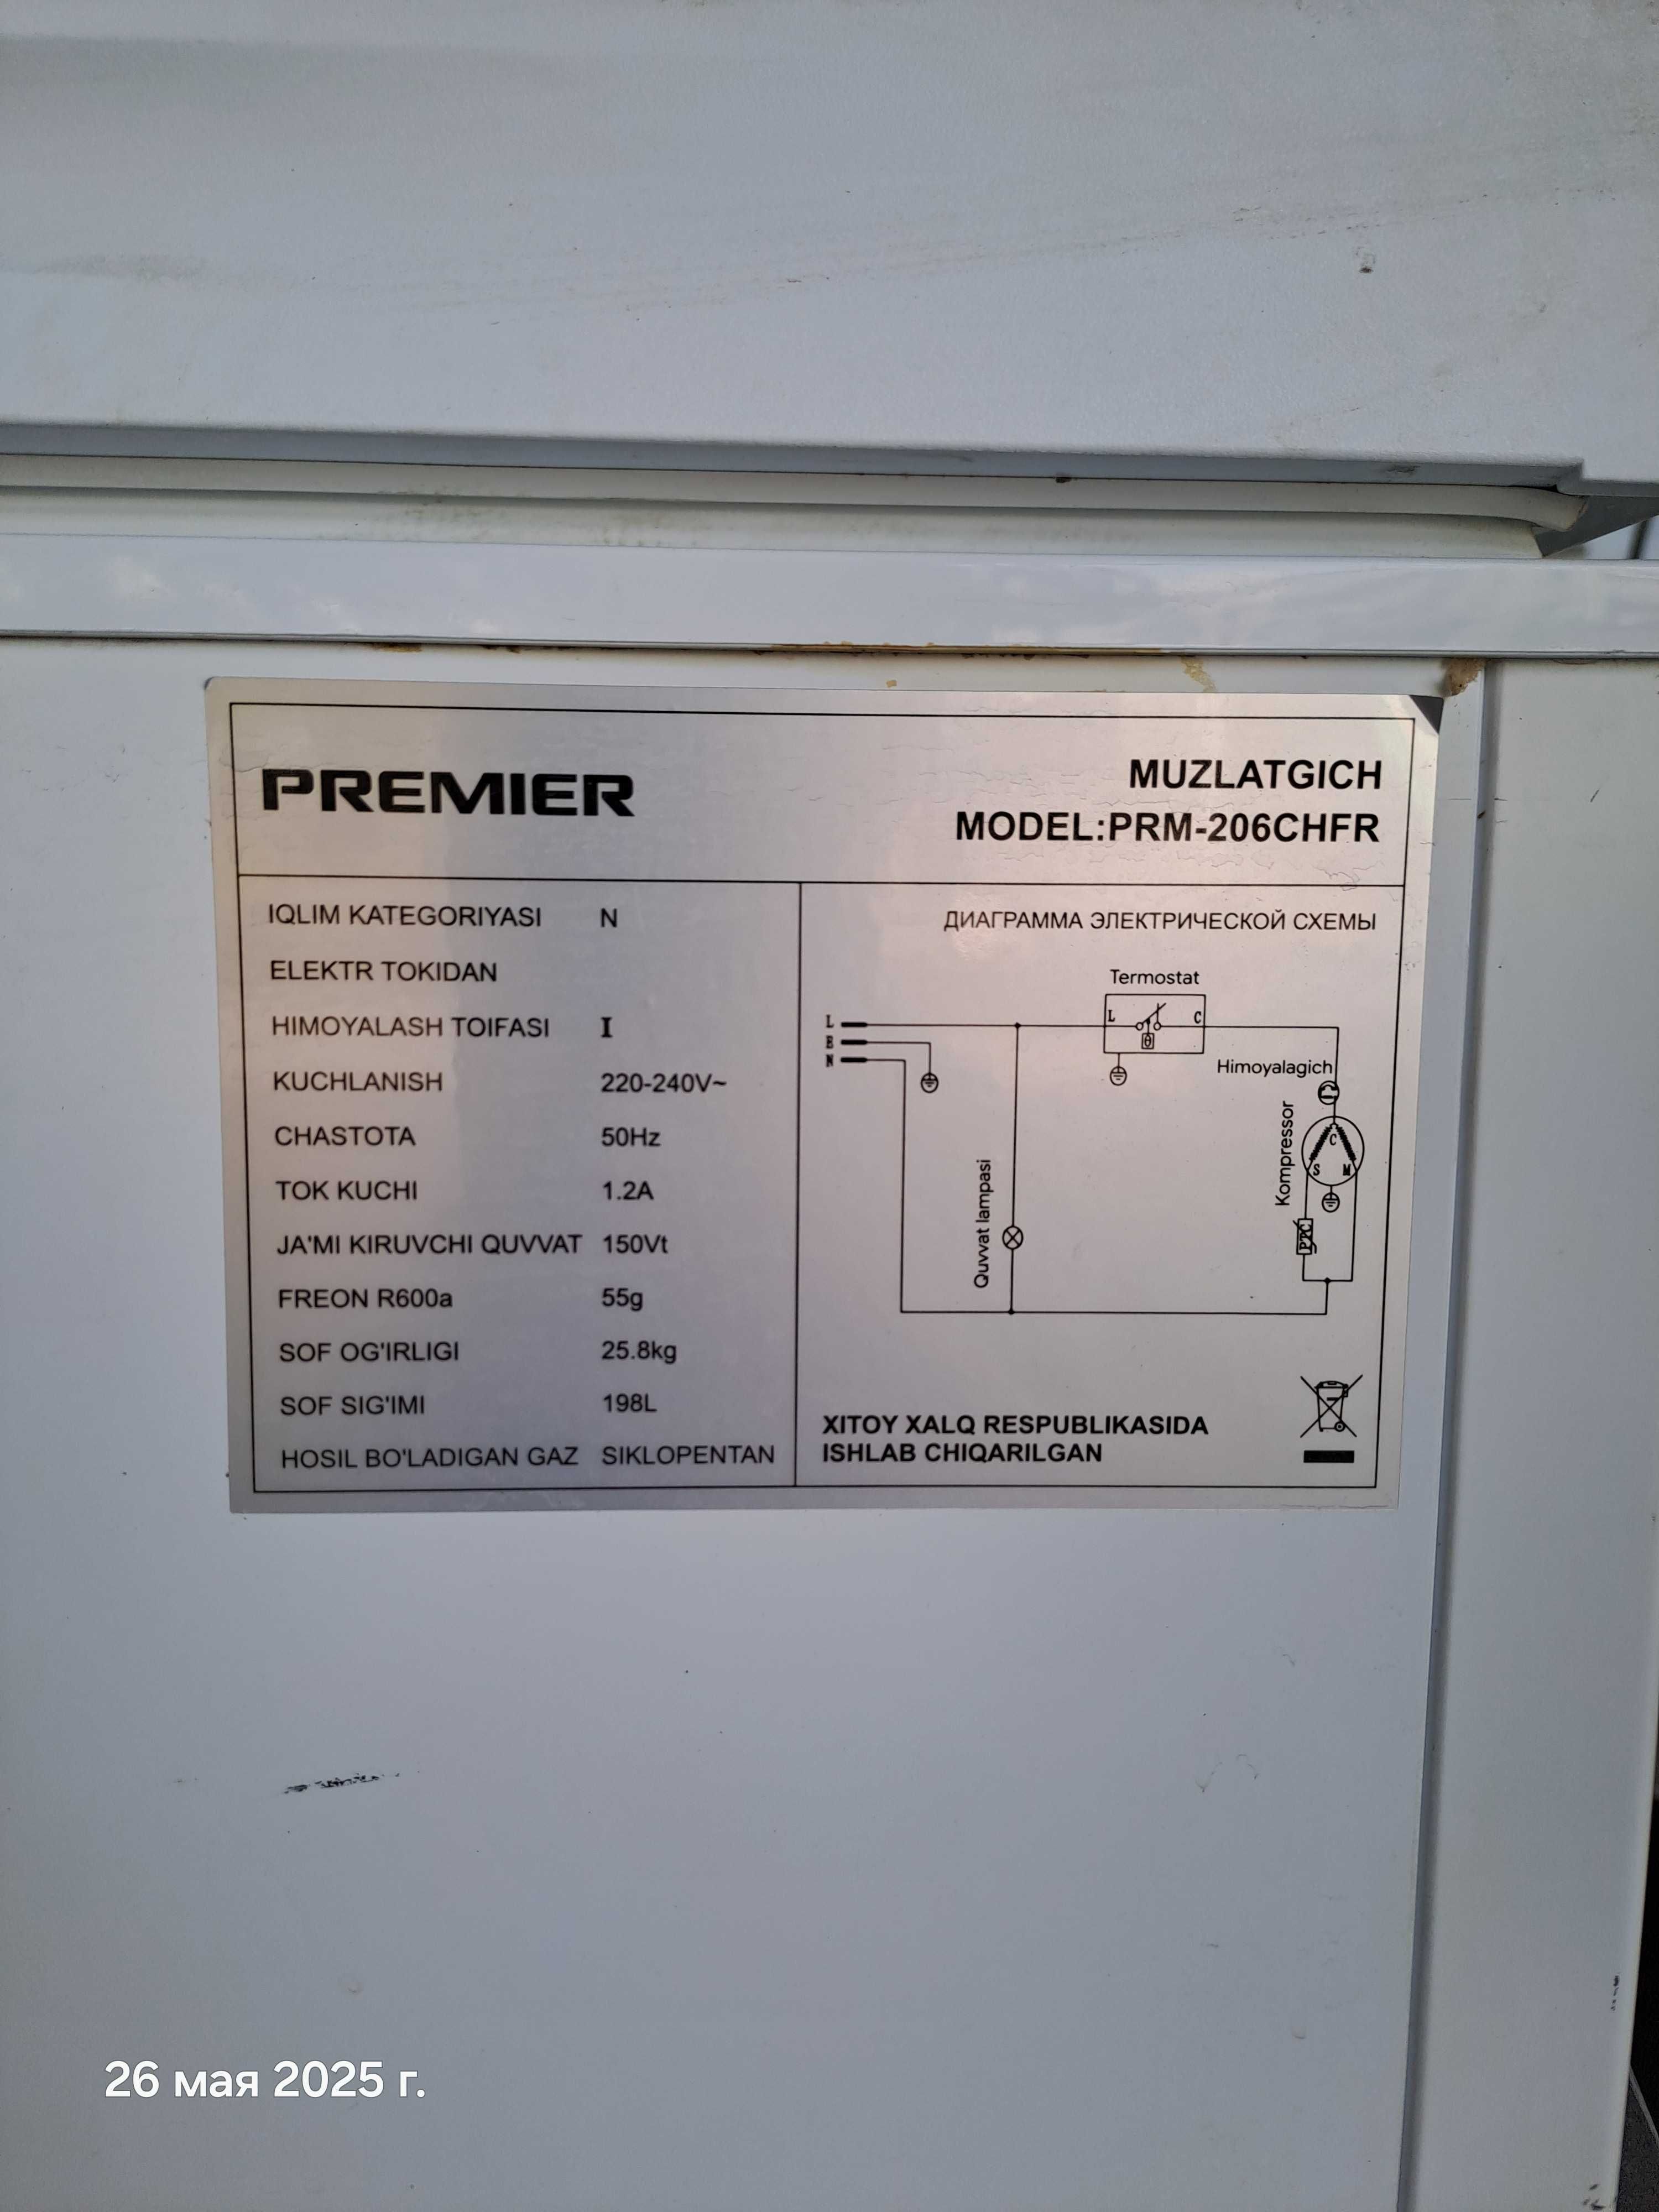 PREMIER
MUZLATGICH
MODEL:PRM-206CHFR
IQLIM KATEGORIYASI N
ELEKTR TOKIDAN
HIMOYALASH TOIFASI I
KUCHLANISH 220-240V~
CHASTOTA 50Hz
TOK KUCHI 1.2A
JA'MI KIRUVCHI QUVVAT 150Vt
FREON R600a 55g
SOF OG'IRLIGI 25.8kg
SOF SIG'IMI 198L
HOSIL BO'LADIGAN GAZ SIKLOPENTAN
ДИАГРАММА ЭЛЕКТРИЧЕСКОЙ СХЕМЫ
Termostat
L C
L
E
N
Himoyalagich
Kompressor
C
S M
PTC
Quvvat lampasi
XITOY XALQ RESPUBLIKASIDA
ISHLAB CHIQARILGAN
26 мая 2025 г.